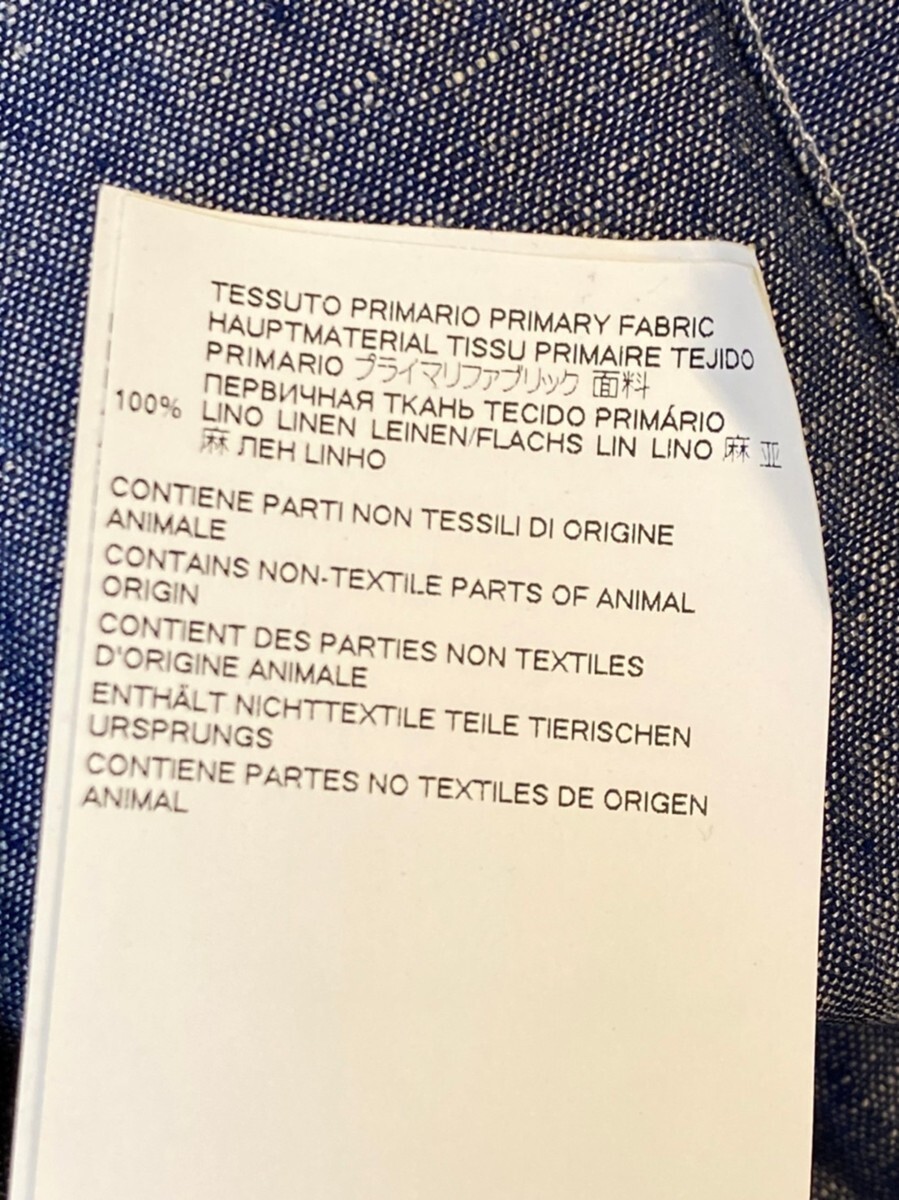 TESSUTO PRIMARIO PRIMARY FABRIC
HAUPTMATERIAL TISSU PRIMAIRE TEJIDO
PRIMARIO プライマリファブリック 面料
ПЕРВИЧНАЯ ТКАНЬ TECIDO PRIMÁRIO
100% LINO LINEN LEINEN/FLACHS LIN LINO 麻 亚
麻 ЛЕН LINHO
CONTIENE PARTI NON TESSILI DI ORIGINE
ANIMALE
CONTAINS NON-TEXTILE PARTS OF ANIMAL
ORIGIN
CONTIENT DES PARTIES NON TEXTILES
D'ORIGINE ANIMALE
ENTHÄLT NICHTTEXTILE TEILE TIERISCHEN
URSPRUNGS
CONTIENE PARTES NO TEXTILES DE ORIGEN
ANIMAL